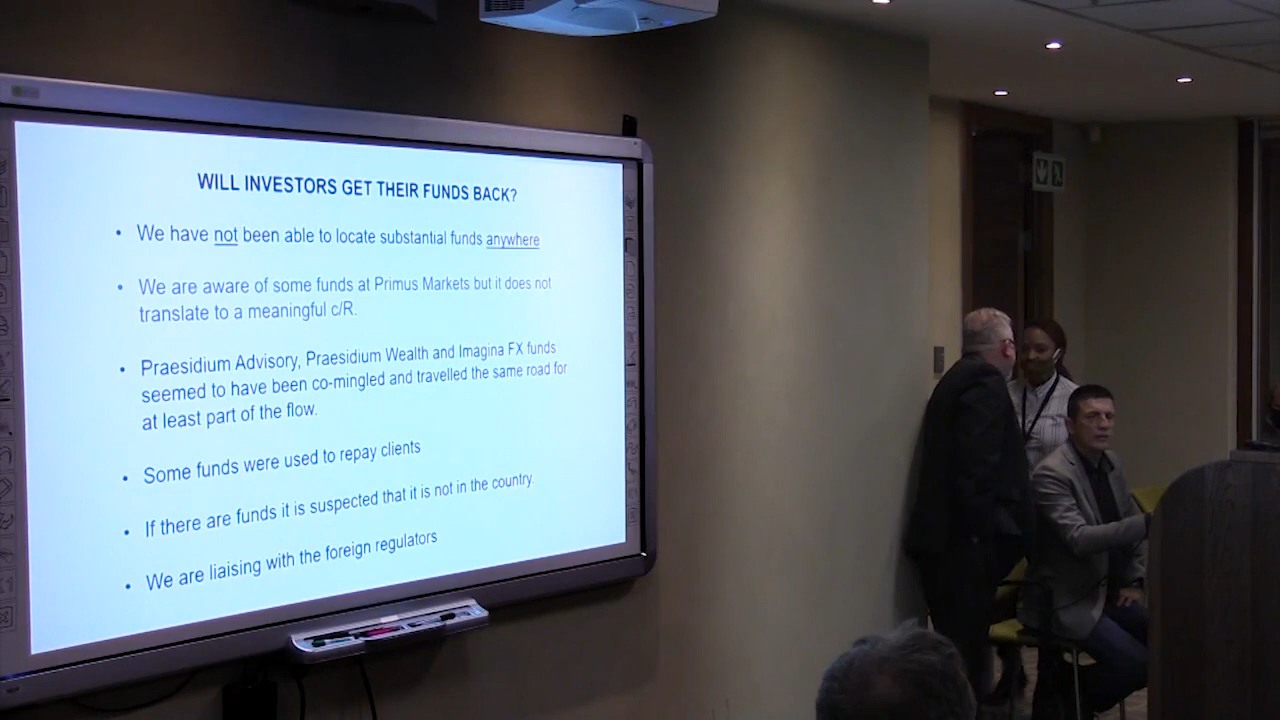 WILL INVESTORS GET THEIR FUNDS BACK?
• We have not been able to locate substantial funds anywhere
• We are aware of some funds at Primus Markets but it does not
translate to a meaningful c/R.
• Praesidium Advisory, Praesidium Wealth and Imagina FX funds
seemed to have been co-mingled and travelled the same road for
at least part of the flow.
• Some funds were used to repay clients
• If there are funds it is suspected that it is not in the country.
• We are liaising with the foreign regulators